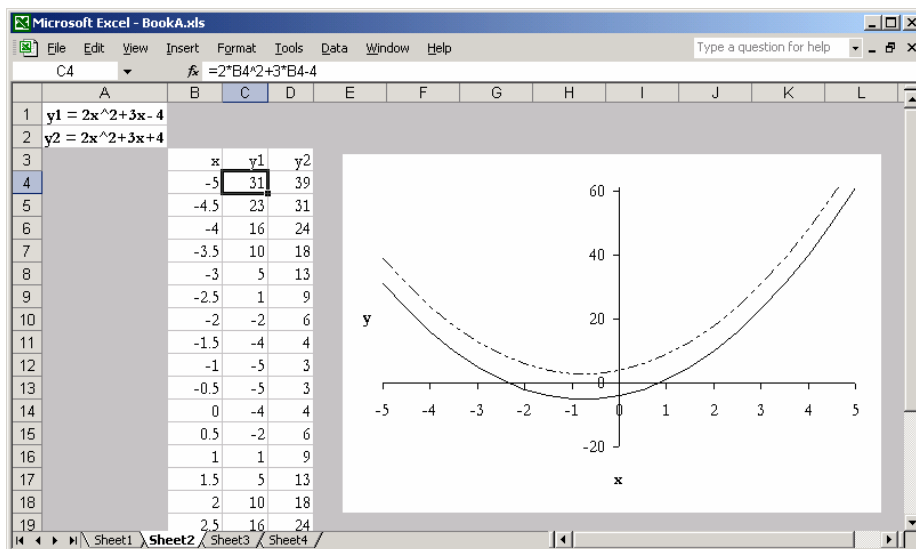 Microsoft Excel - BookA.xls
File Edit View Insert Format Tools Data Window Help Type a question for help
C4 fx =2*B4^2+3*B4-4
A B C D E F G H I J K L
1 y1 = 2x^2+3x-4
2 y2 = 2x^2+3x+4
3 x y1 y2
4 -5 31 39
5 -4.5 23 31
6 -4 16 24
7 -3.5 10 18
8 -3 5 13
9 -2.5 1 9
10 -2 -2 6
11 -1.5 -4 4
12 -1 -5 3
13 -0.5 -5 3
14 0 -4 4
15 0.5 -2 6
16 1 1 9
17 1.5 5 13
18 2 10 18
19 2.5 16 24
60
40
y 20
0
-5 -4 -3 -2 -1 0 1 2 3 4 5
-20
x
Sheet1 Sheet2 Sheet3 Sheet4